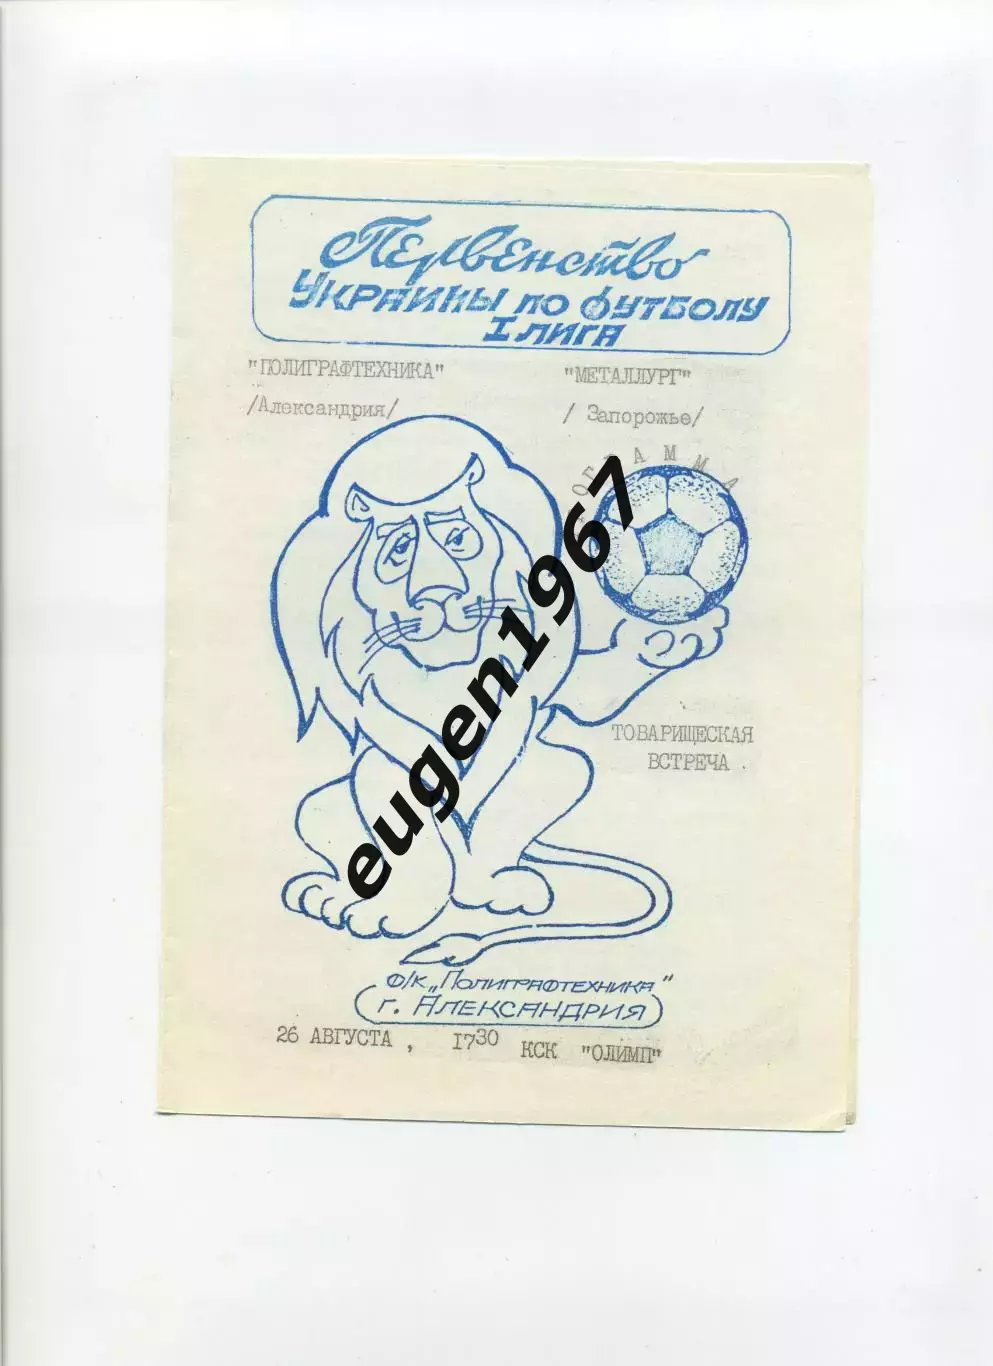 Первенство
Украины по футболу
I лига
"ПОЛИГРАФТЕХНИКА" "МЕТАЛЛУРГ"
/Александрия/ / Запорожье/
ОГРАММА
eugen1967
ТОВАРИЩЕСКАЯ
ВСТРЕЧА .
Ф/К „Полиграфтехника"
г. Александрия
26 АВГУСТА , 17³⁰ КСК "ОЛИМП"